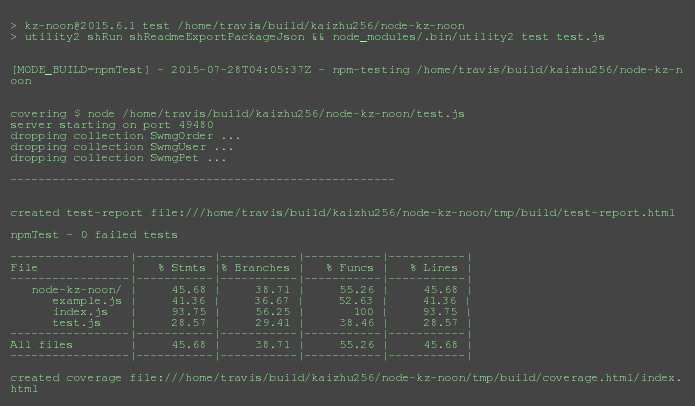 > kz-noon@2015.6.1 test /home/travis/build/kaizhu256/node-kz-noon
> utility2 shRun shReadmeExportPackageJson && node_modules/.bin/utility2 test test.js
[MODE_BUILD=npmTest] - 2015-07-28T04:05:37Z - npm-testing /home/travis/build/kaizhu256/node-kz-n
oon
covering $ node /home/travis/build/kaizhu256/node-kz-noon/test.js
server starting on port 49480
dropping collection SwmgOrder ...
dropping collection SwmgUser ...
dropping collection SwmgPet ...
-------------------------------------------------------
created test-report file:///home/travis/build/kaizhu256/node-kz-noon/tmp/build/test-report.html
npmTest - 0 failed tests
-----------------|-----------|-----------|-----------|-----------|
File             |   % Stmts |% Branches |   % Funcs |   % Lines |
-----------------|-----------|-----------|-----------|-----------|
   node-kz-noon/ |     45.68 |     38.71 |     55.26 |     45.68 |
      example.js |     41.36 |     36.67 |     52.63 |     41.36 |
      index.js   |     93.75 |     56.25 |       100 |     93.75 |
      test.js    |     28.57 |     29.41 |     38.46 |     28.57 |
-----------------|-----------|-----------|-----------|-----------|
All files        |     45.68 |     38.71 |     55.26 |     45.68 |
-----------------|-----------|-----------|-----------|-----------|
created coverage file:///home/travis/build/kaizhu256/node-kz-noon/tmp/build/coverage.html/index.
html